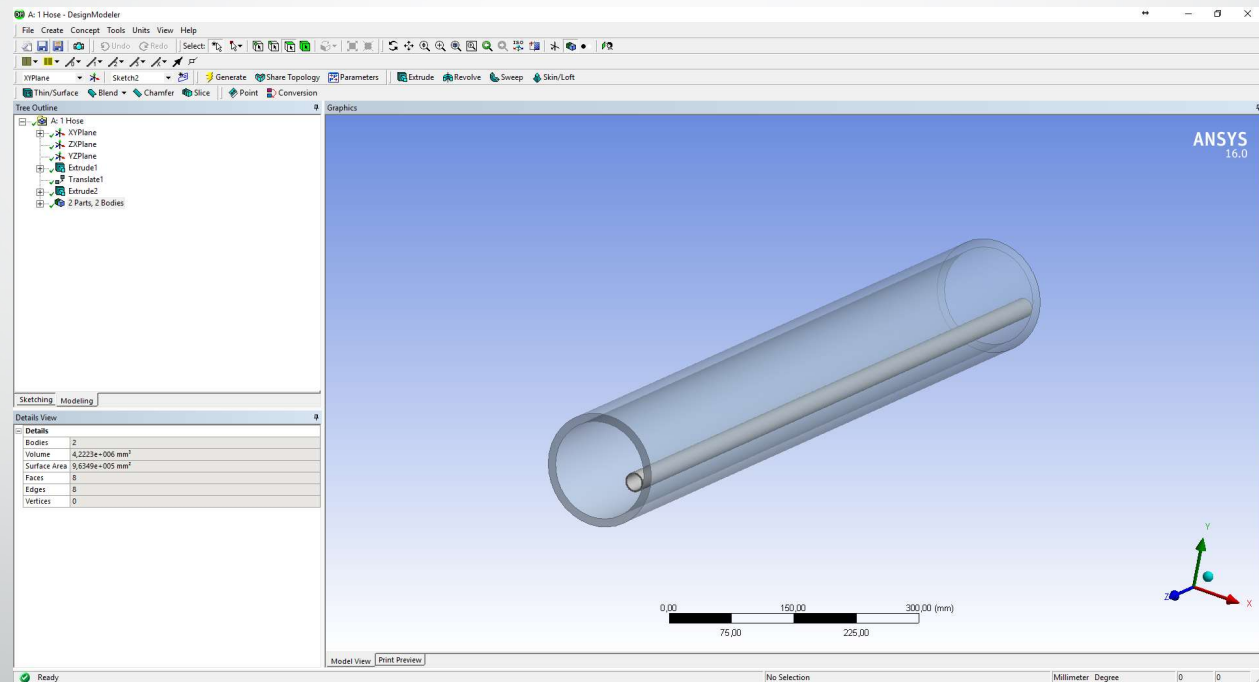 A: 1 Hose - DesignModeler
File Create Concept Tools Units View Help
Undo Redo Select:
XYPlane Sketch2 Generate Share Topology Parameters Extrude Revolve Sweep Skin/Loft
Thin/Surface Blend Chamfer Slice Point Conversion
Tree Outline
A: 1 Hose
XYPlane
ZXPlane
YZPlane
Extrude1
Translate1
Extrude2
2 Parts, 2 Bodies
Sketching Modeling
Details View
Details
Bodies 2
Volume 4,2223e+006 mm³
Surface Area 9,6349e+005 mm²
Faces 8
Edges 8
Vertices 0
Graphics
ANSYS
16.0
0,00 150,00 300,00 (mm)
75,00 225,00
Y
Z
X
Model View Print Preview
Ready No Selection Millimeter Degree 0 0